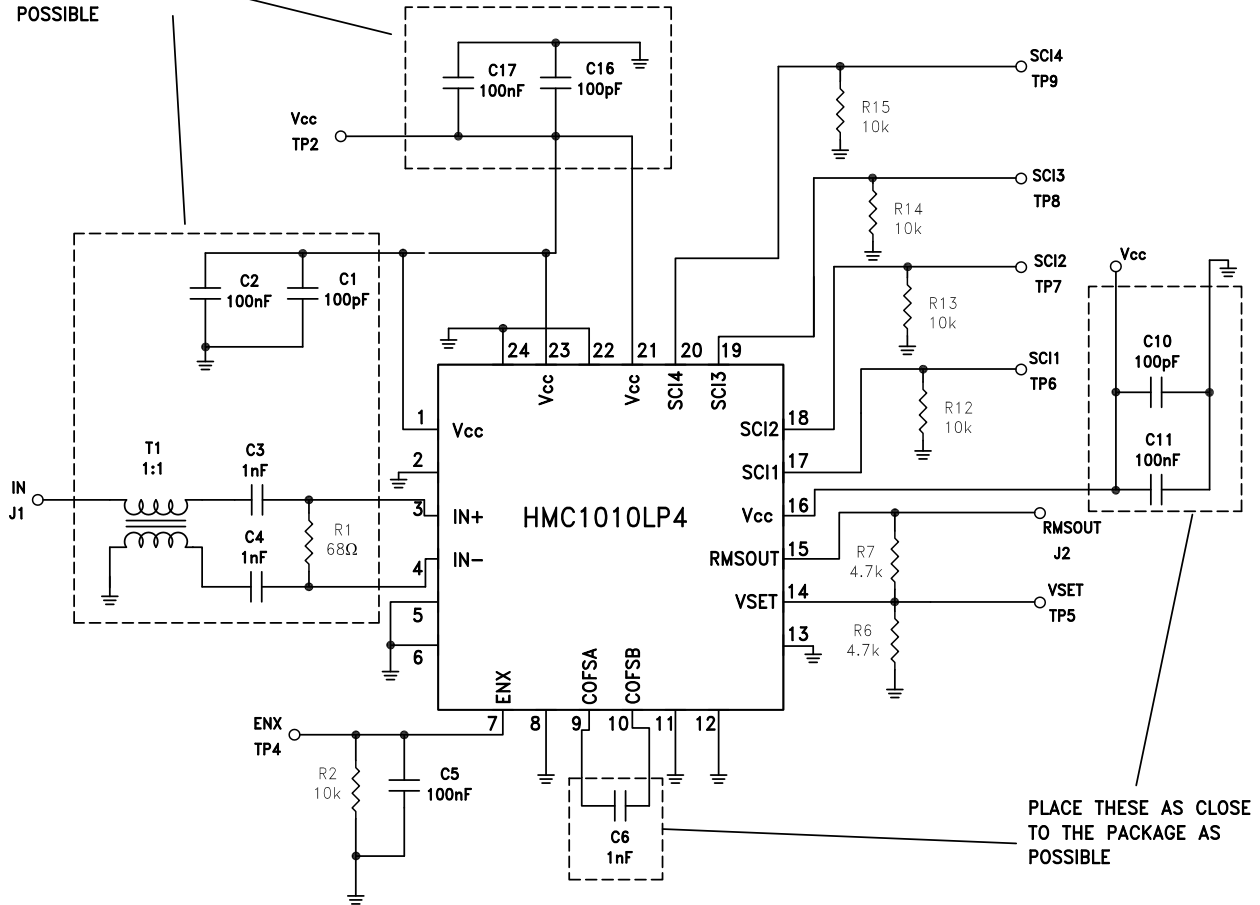 POSSIBLE
C17
100nF
C16
100pF
Vcc
TP2
SCI4
TP9
R15
10k
SCI3
TP8
R14
10k
SCI2
TP7
R13
10k
SCI1
TP6
R12
10k
Vcc
C10
100pF
C11
100nF
C2
100nF
C1
100pF
24
23
22
21
20
19
Vcc
Vcc
SCI4
SCI3
1
Vcc
2
3
IN+
4
IN-
5
6
HMC1010LP4
SCI2
18
SCI1
17
Vcc
16
RMSOUT
15
VSET
14
13
T1
1:1
C3
1nF
C4
1nF
R1
68Ω
IN
J1
RMSOUT
J2
R7
4.7k
VSET
TP5
R6
4.7k
ENX
COFSA
COFSB
7
8
9
10
11
12
ENX
TP4
R2
10k
C5
100nF
C6
1nF
PLACE THESE AS CLOSE
TO THE PACKAGE AS
POSSIBLE